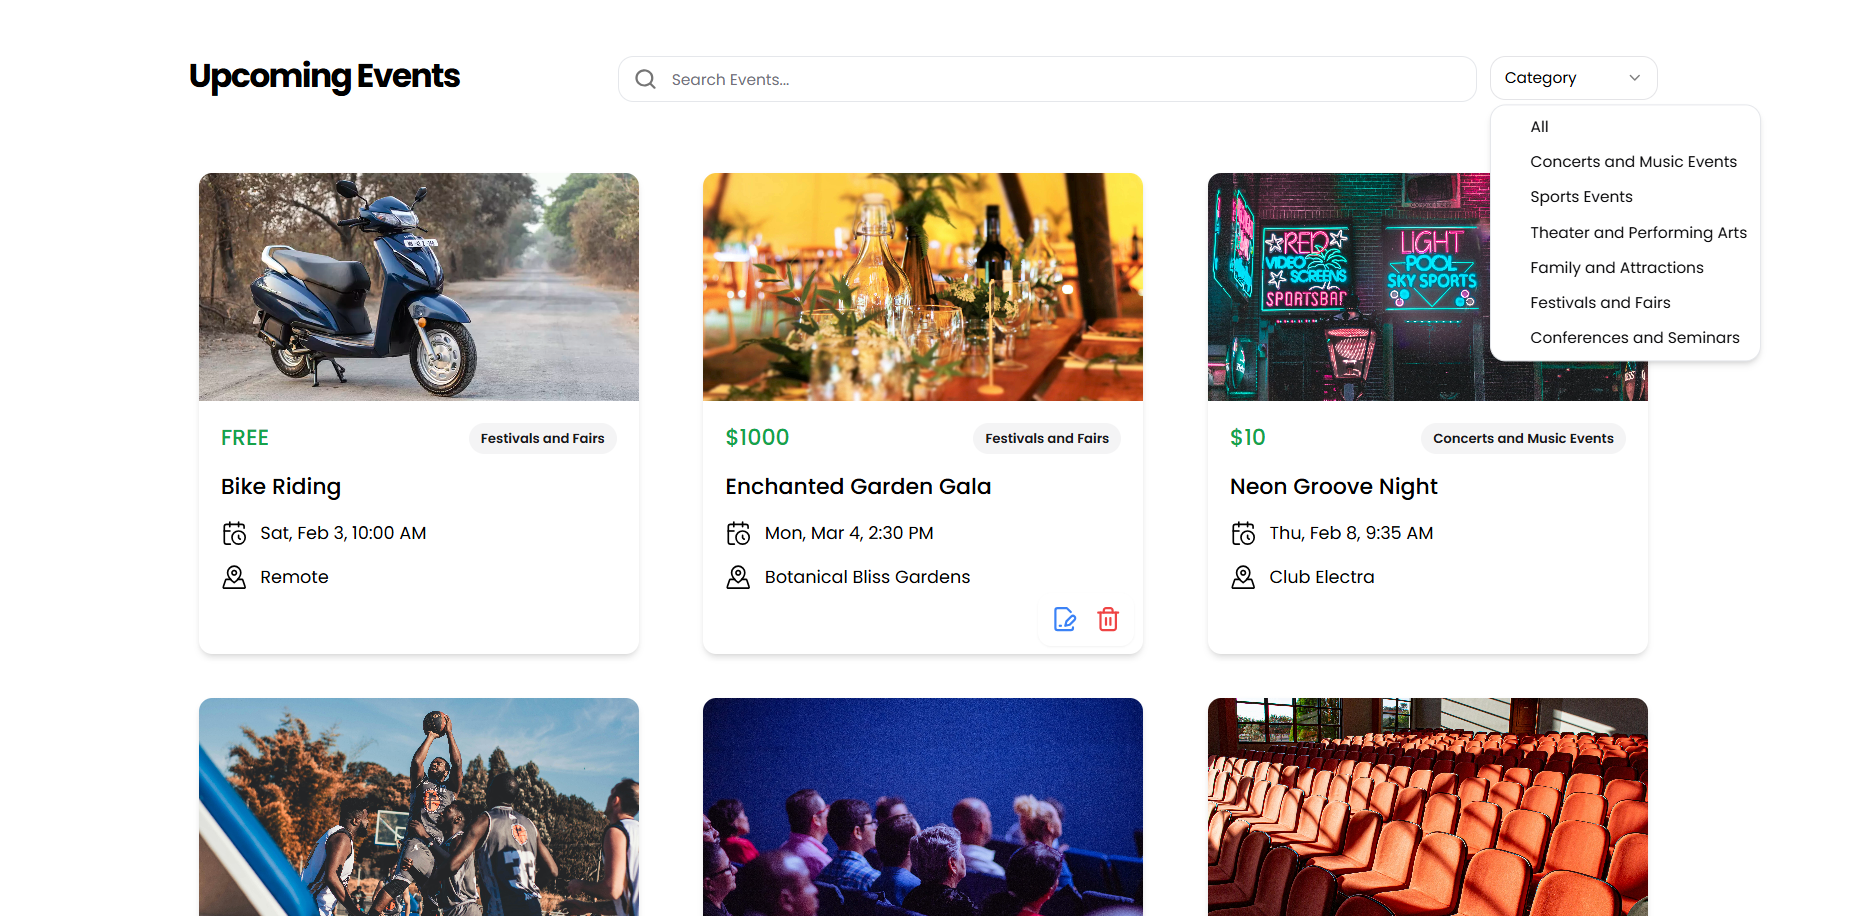 Upcoming Events
Search Events...
Category
All
Concerts and Music Events
Sports Events
Theater and Performing Arts
Family and Attractions
Festivals and Fairs
Conferences and Seminars
RED
VIDEO
SCREENS
SPORTSBAR
LIGHT
POOL
SKY SPORTS
FREE
Festivals and Fairs
Bike Riding
Sat, Feb 3, 10:00 AM
Remote
$1000
Festivals and Fairs
Enchanted Garden Gala
Mon, Mar 4, 2:30 PM
Botanical Bliss Gardens
$10
Concerts and Music Events
Neon Groove Night
Thu, Feb 8, 9:35 AM
Club Electra